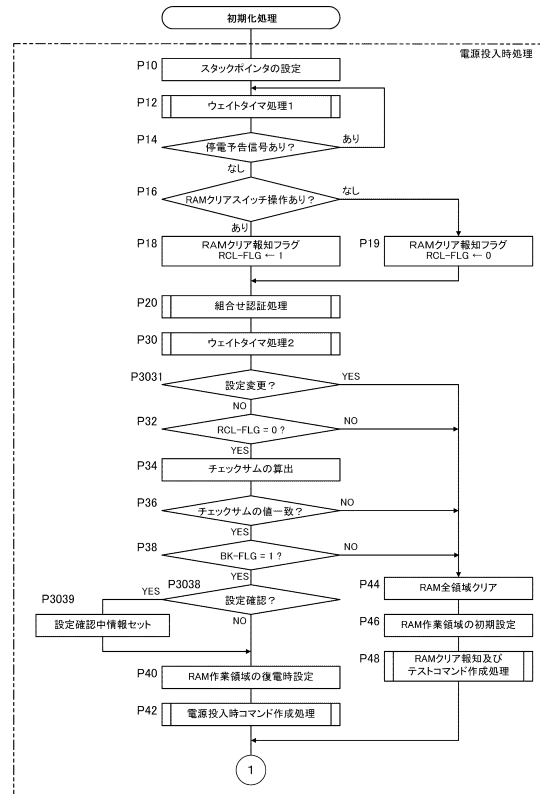 初期化処理
電源投入時処理
P10
スタックポインタの設定
P12
ウェイトタイマ処理1
P14
停電予告信号あり？
あり
なし
P16
RAMクリアスイッチ操作あり？
なし
あり
P18
RAMクリア報知フラグ
RCL-FLG ← 1
P19
RAMクリア報知フラグ
RCL-FLG ← 0
P20
組合せ認証処理
P30
ウェイトタイマ処理2
P3031
設定変更？
YES
NO
P32
RCL-FLG = 0 ?
NO
YES
P34
チェックサムの算出
P36
チェックサムの値一致？
NO
YES
P38
BK-FLG = 1 ?
NO
YES
P3038
設定確認？
YES
NO
P3039
設定確認中情報セット
P44
RAM全領域クリア
P46
RAM作業領域の初期設定
P48
RAMクリア報知及び
テストコマンド作成処理
P40
RAM作業領域の復電時設定
P42
電源投入時コマンド作成処理
1